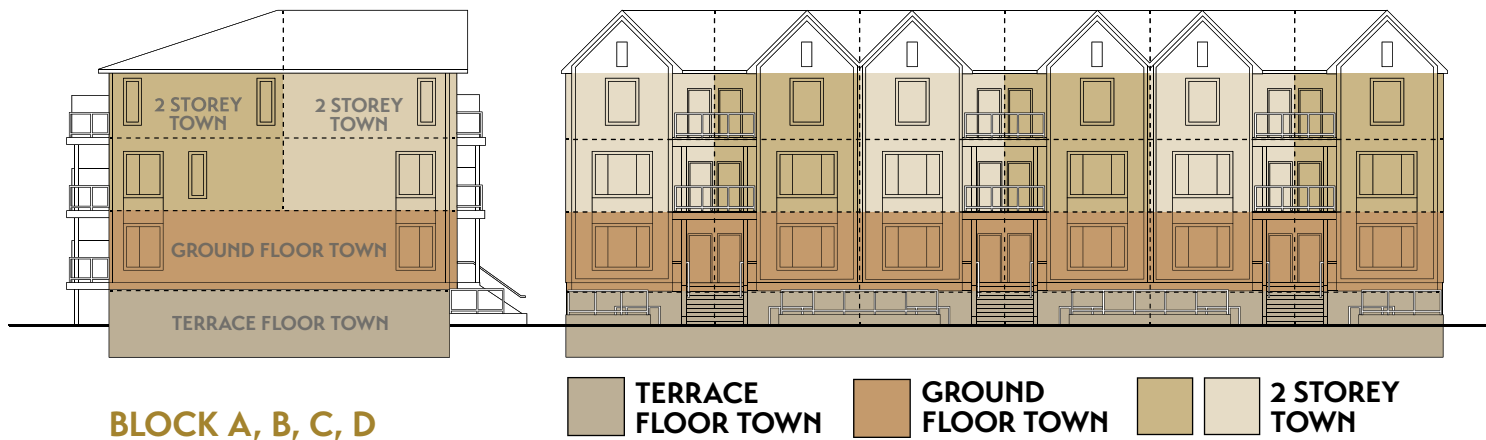 2 STOREY
TOWN
2 STOREY
TOWN
GROUND FLOOR TOWN
TERRACE FLOOR TOWN
BLOCK A, B, C, D
TERRACE
FLOOR TOWN
GROUND
FLOOR TOWN
2 STOREY
TOWN